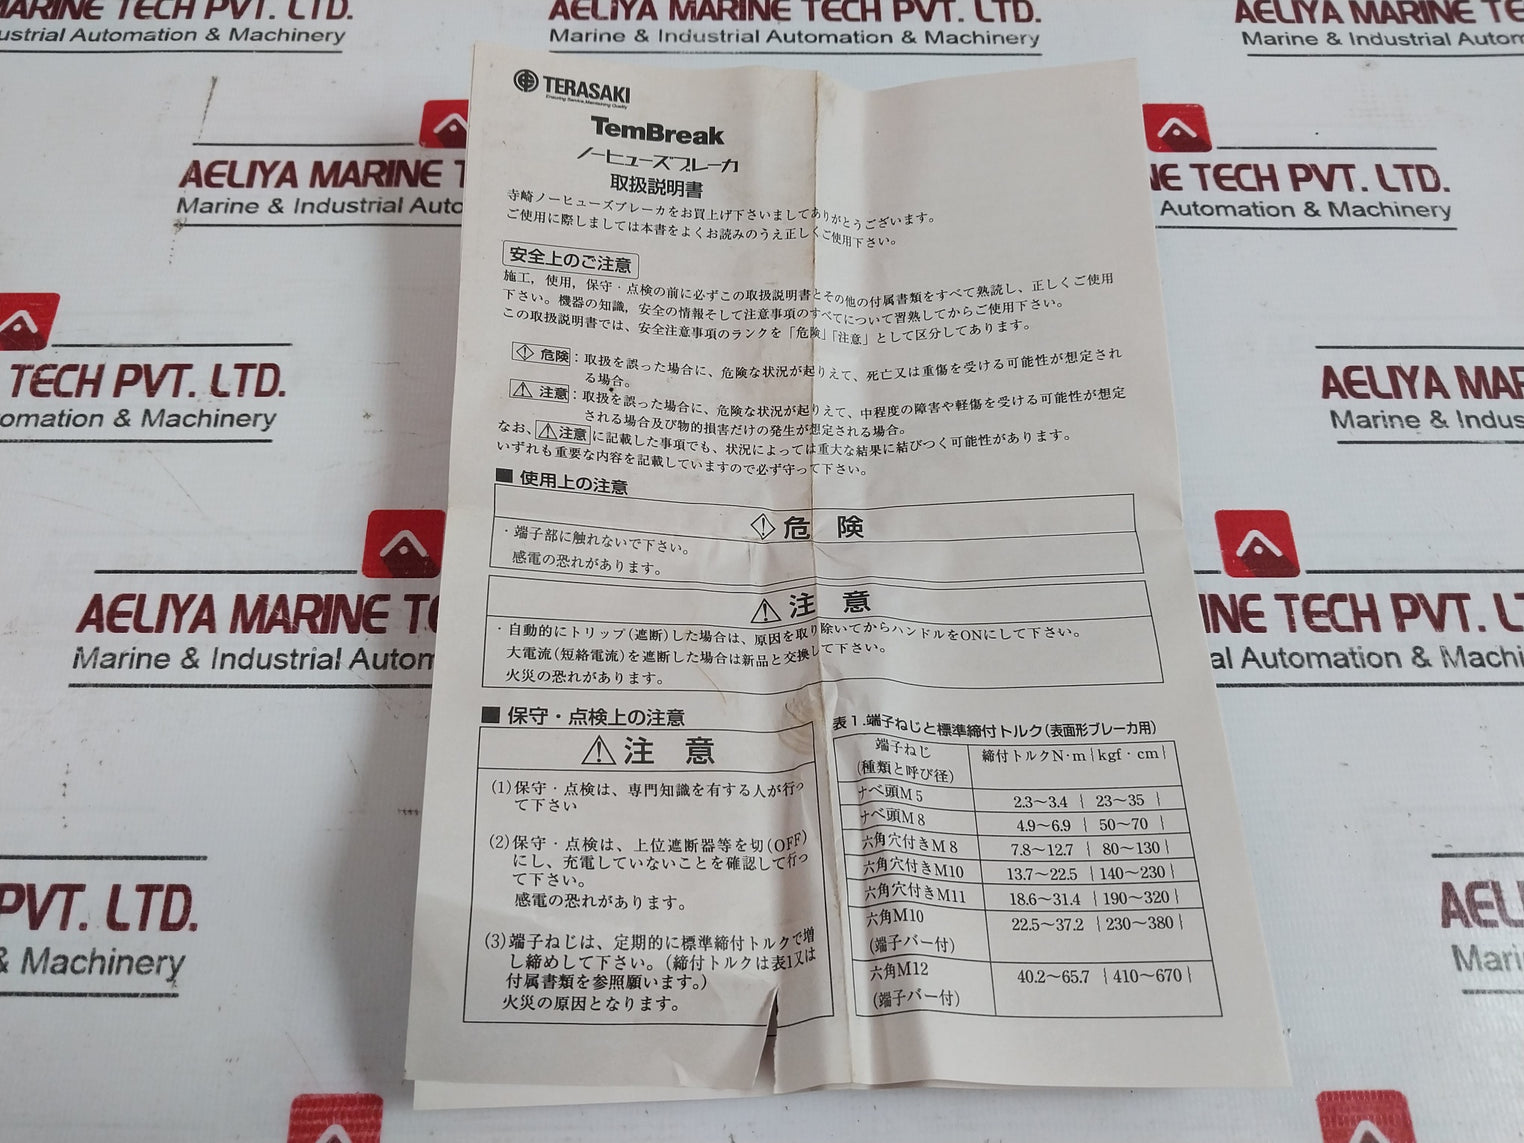 AELIYA MARINE TECH PVT. LTD.
Marine & Industrial Automation & Machinery
TERASAKI
Ensuring Service, Maintaining Quality
TemBreak
ノーヒューズブレーカ
取扱説明書
寺崎ノーヒューズブレーカをお買上げ下さいましてありがとうございます。
ご使用に際しましては本書をよくお読みのうえ正しくご使用下さい。
安全上のご注意
施工，使用，保守・点検の前に必ずこの取扱説明書とその他の付属書類をすべて熟読し、正しくご使用
下さい。機器の知識，安全の情報そして注意事項のすべてについて習熟してからご使用下さい。
この取扱説明書では、安全注意事項のランクを「危険」「注意」として区分してあります。
危険：取扱を誤った場合に、危険な状況が起りえて、死亡又は重傷を受ける可能性が想定され
る場合。
注意：取扱を誤った場合に、危険な状況が起りえて、中程度の障害や軽傷を受ける可能性が想定
される場合及び物的損害だけの発生が想定される場合。
なお、注意に記載した事項でも、状況によっては重大な結果に結びつく可能性があります。
いずれも重要な内容を記載していますので必ず守って下さい。
■ 使用上の注意
危 険
・端子部に触れないで下さい。
感電の恐れがあります。
注 意
・自動的にトリップ(遮断)した場合は、原因を取り除いてからハンドルをONにして下さい。
大電流(短絡電流)を遮断した場合は新品と交換して下さい。
火災の恐れがあります。
■ 保守・点検上の注意
注 意
(1)保守・点検は、専門知識を有する人が行っ
て下さい
(2)保守・点検は、上位遮断器等を切(OFF)
にし、充電していないことを確認して行っ
て下さい。
感電の恐れがあります。
(3)端子ねじは、定期的に標準締付トルクで増
し締めして下さい。(締付トルクは表1又は
付属書類を参照願います。)
火災の原因となります。
表1.端子ねじと標準締付トルク(表面形ブレーカ用)
端子ねじ
(種類と呼び径)
締付トルクN・m{kgf・cm}
ナベ頭M5 2.3～3.4 {23～35}
ナベ頭M8 4.9～6.9 {50～70}
六角穴付きM8 7.8～12.7 {80～130}
六角穴付きM10 13.7～22.5 {140～230}
六角穴付きM11 18.6～31.4 {190～320}
六角M10 22.5～37.2 {230～380}
(端子バー付)
六角M12 40.2～65.7 {410～670}
(端子バー付)